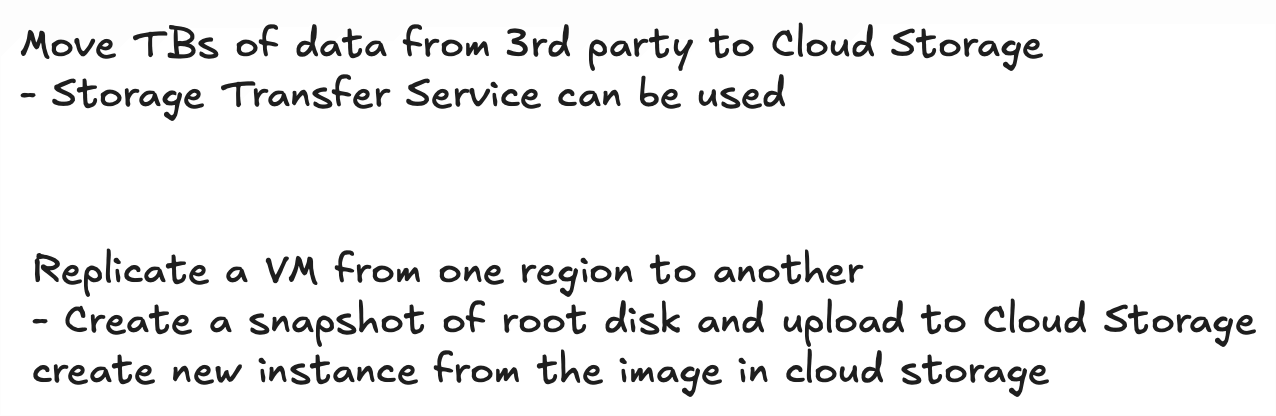 Move TBs of data from 3rd party to Cloud Storage
- Storage Transfer Service can be used
Replicate a VM from one region to another
- Create a snapshot of root disk and upload to Cloud Storage
create new instance from the image in cloud storage